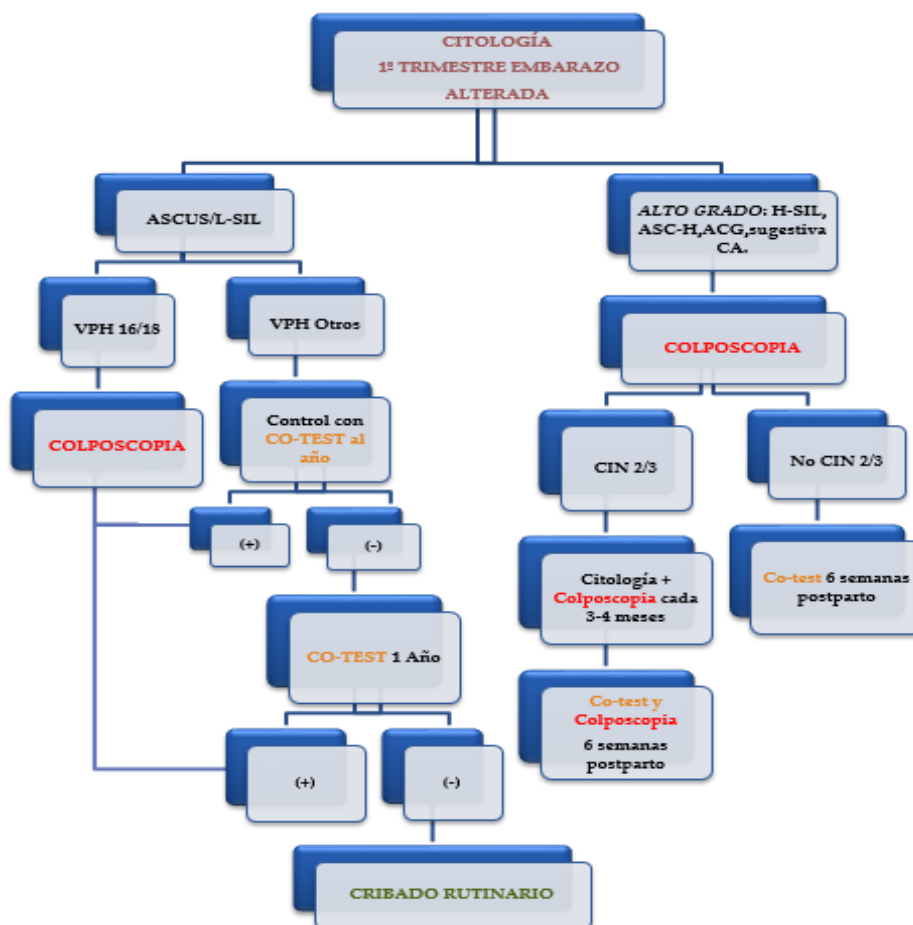 CITOLOGÍA
1º TRIMESTRE EMBARAZO
ALTERADA
ASCUS/L-SIL
ALTO GRADO: H-SIL,
ASC-H,ACG,sugestiva
CA.
VPH 16/18
VPH Otros
COLPOSCOPIA
COLPOSCOPIA
Control con
CO-TEST al
año
CIN 2/3
No CIN 2/3
(+)
(-)
Citología +
Colposcopia cada
3-4 meses
Co-test 6 semanas
postparto
CO-TEST 1 Año
Co-test y
Colposcopia
6 semanas
postparto
(+)
(-)
CRIBADO RUTINARIO